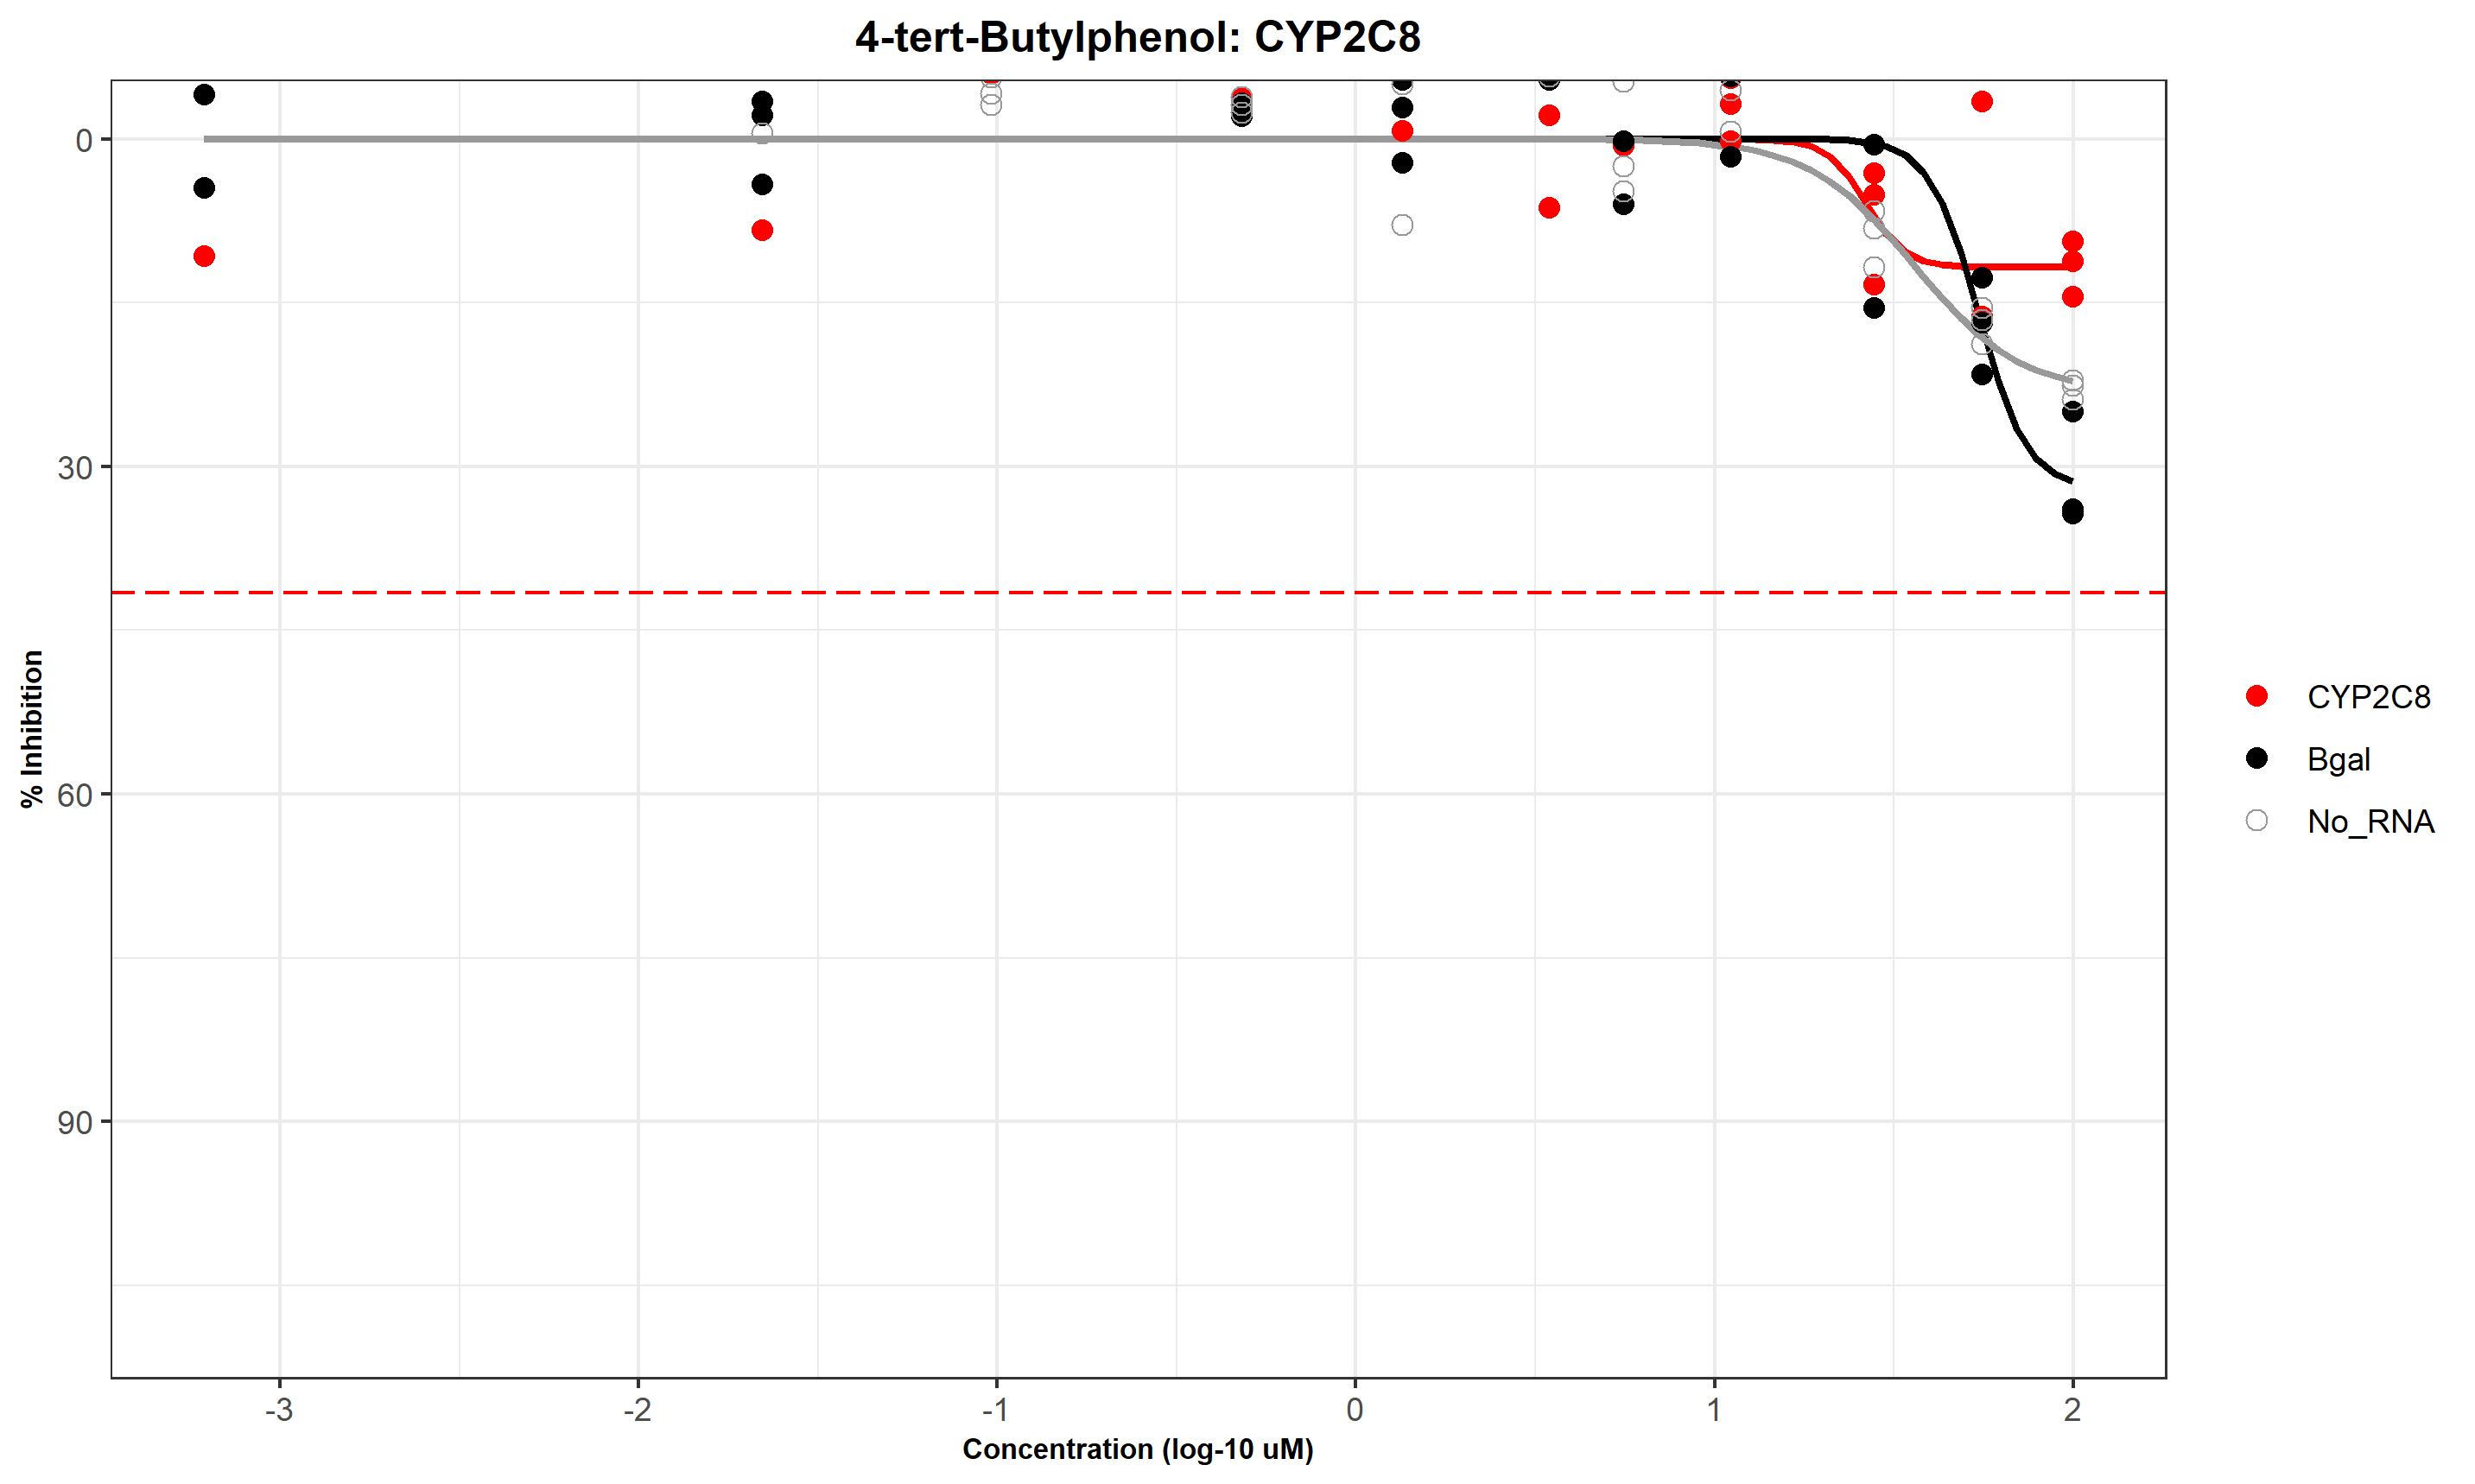 4-tert-Butylphenol: CYP2C8
0
30
60
90
% Inhibition
-3
-2
-1
0
1
2
Concentration (log-10 uM)
CYP2C8
Bgal
No_RNA